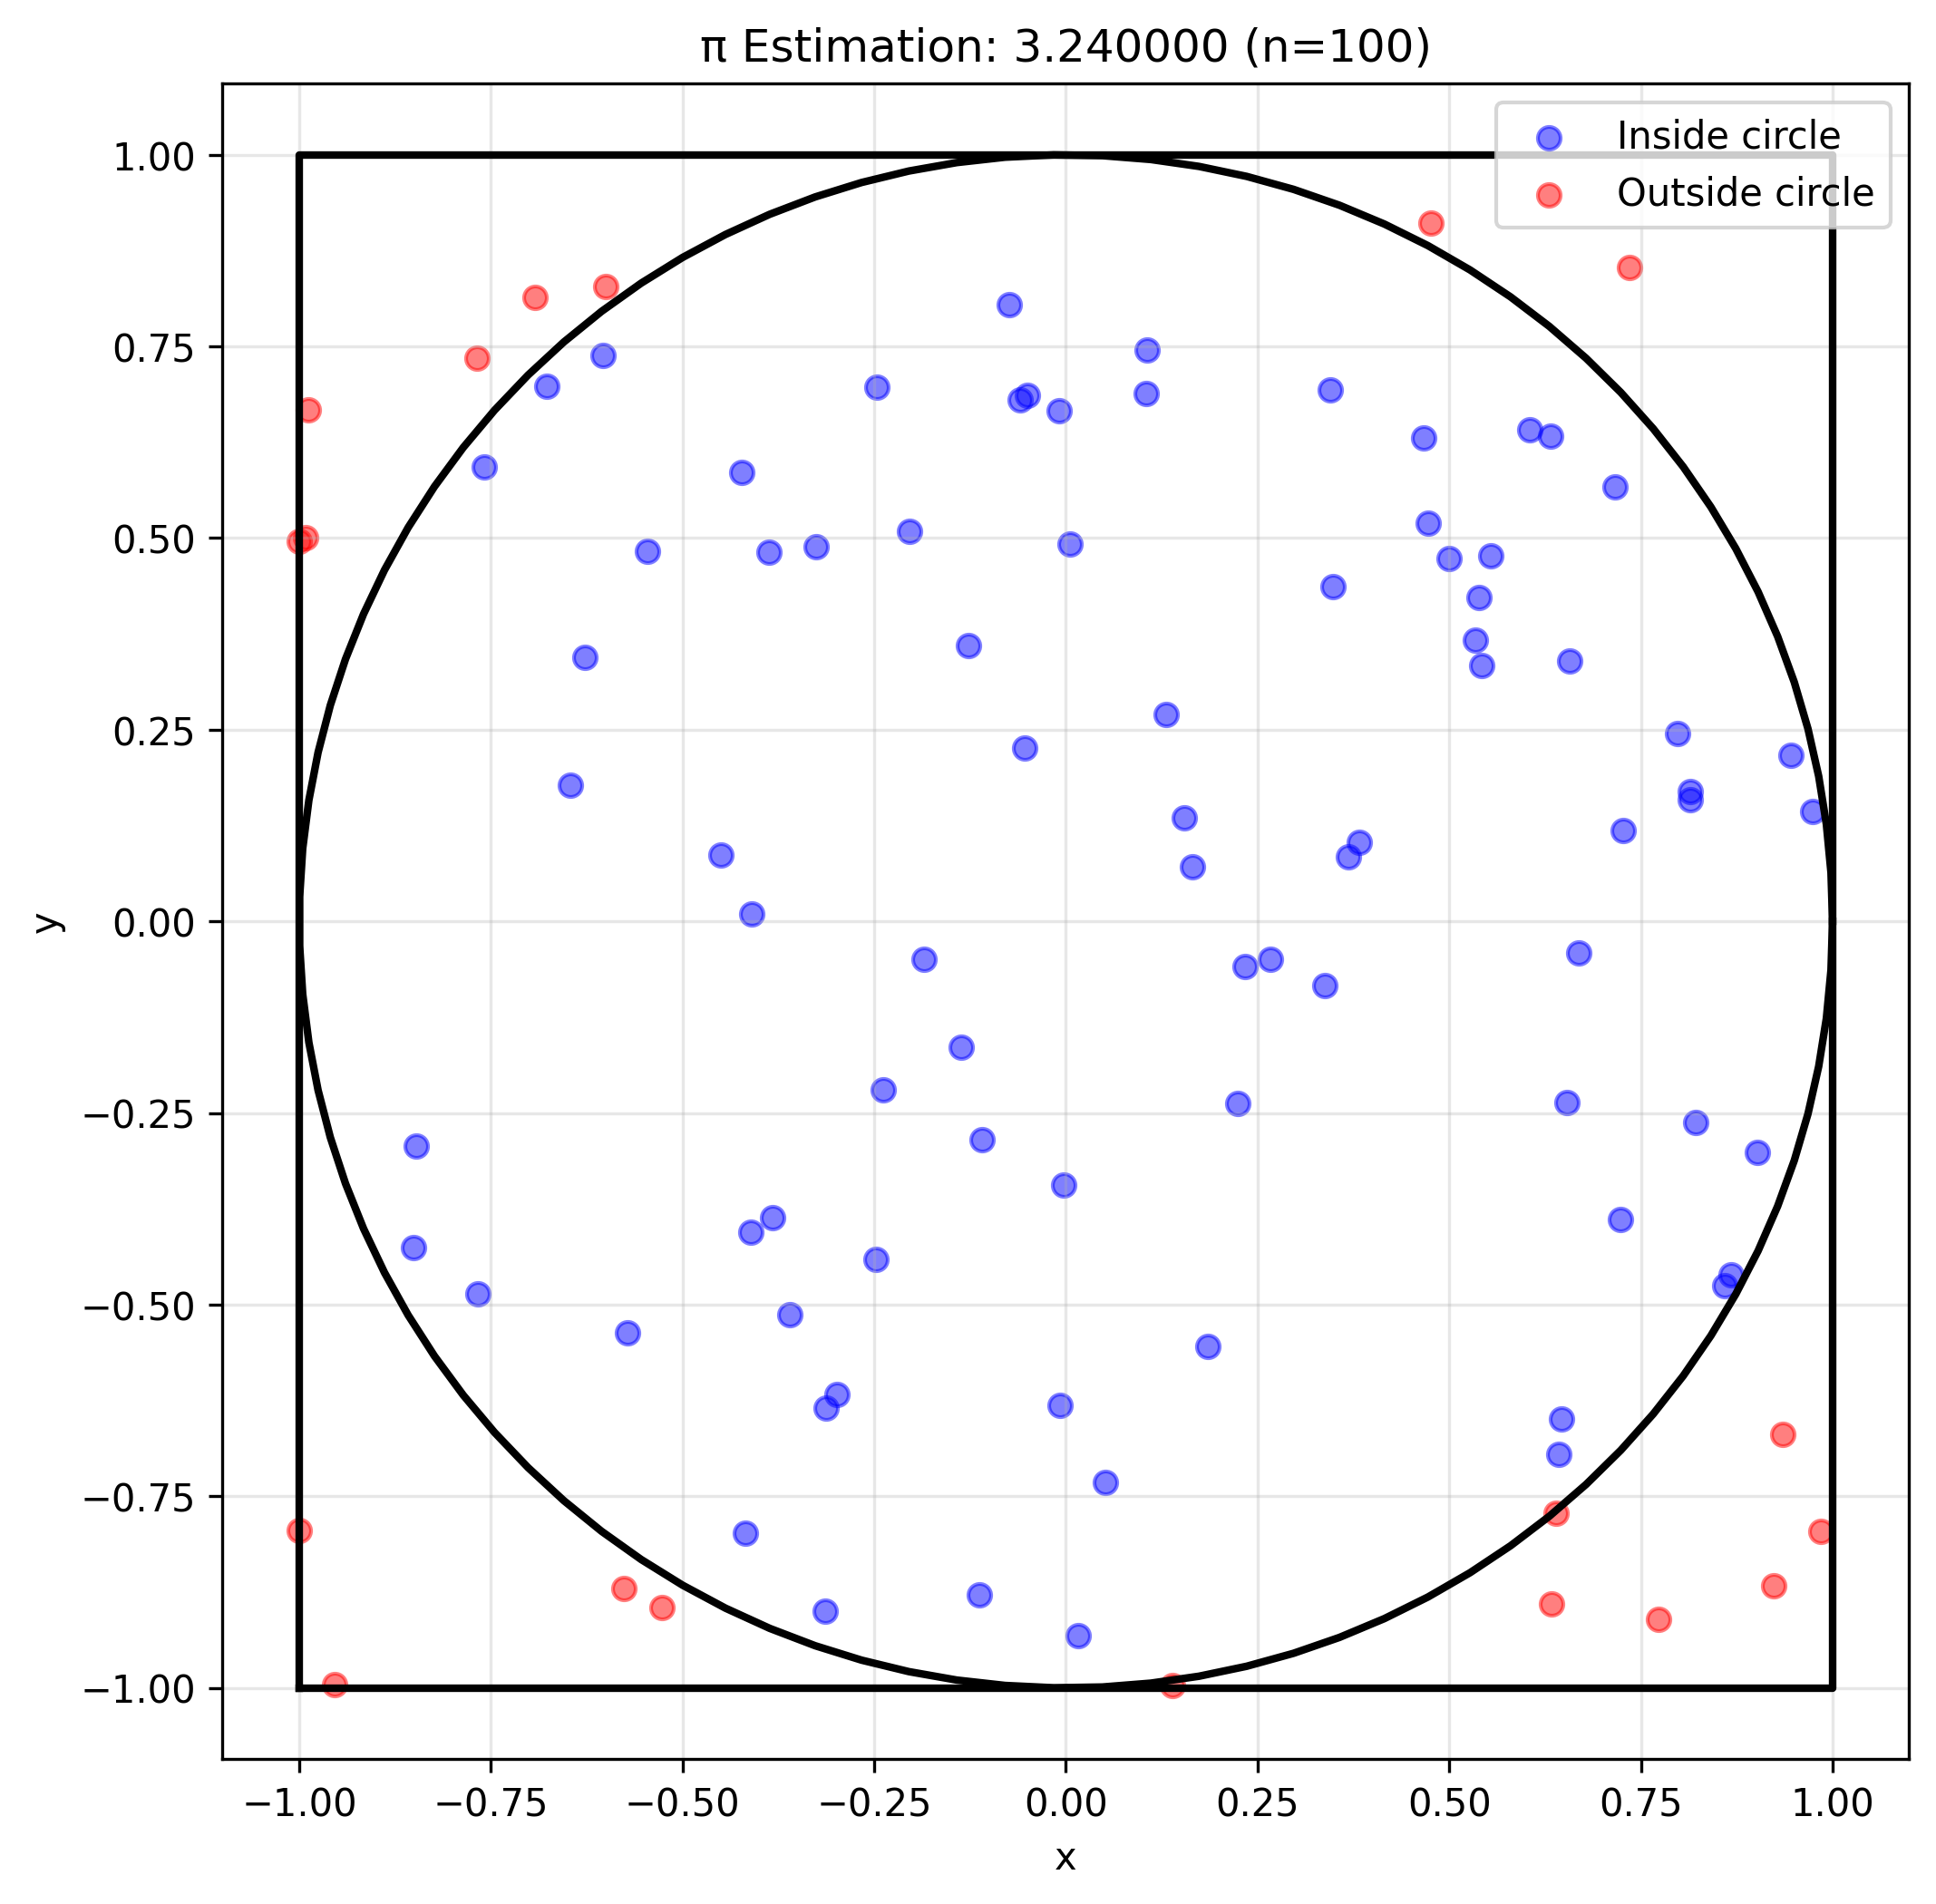 π Estimation: 3.240000 (n=100)
Inside circle
Outside circle
1.00
0.75
0.50
0.25
0.00
−0.25
−0.50
−0.75
−1.00
y
−1.00 −0.75 −0.50 −0.25 0.00 0.25 0.50 0.75 1.00
x